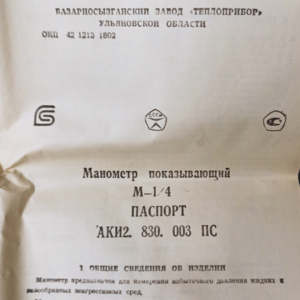 БАЗАРНОСЫЗГАНСКИЙ ЗАВОД «ТЕПЛОПРИБОР»
УЛЬЯНОВСКОЙ ОБЛАСТИ
ОКП 42 1213 1802
Манометр показывающий
М—1/4
ПАСПОРТ
АКИ2. 830. 003 ПС
1 ОБЩИЕ СВЕДЕНИЯ ОБ ИЗДЕЛИИ
Манометр предназначен для измерения избыточного давления жидких и
газообразных неагрессивных сред.